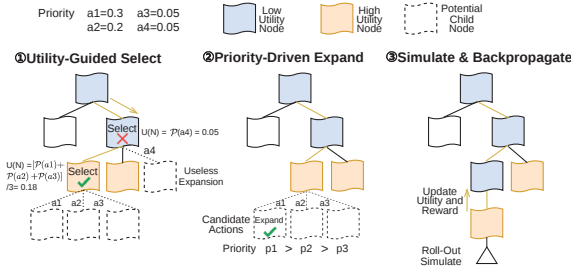 Priority a1=0.3 a3=0.05
a2=0.2 a4=0.05
Low Utility Node
High Utility Node
Potential Child Node
①Utility-Guided Select
Select
U(N) = 𝒫(a4) = 0.05
a4
U(N)=[𝒫(a1)+
𝒫(a2)+𝒫(a3)]
/3= 0.18
Select
Useless
Expansion
a1 a2 a3
②Priority-Driven Expand
a1 a2 a3
Candidate
Actions
Expand
Priority p1 > p2 > p3
③Simulate & Backpropagate
Update
Utility and
Reward
Roll-Out
Simulate